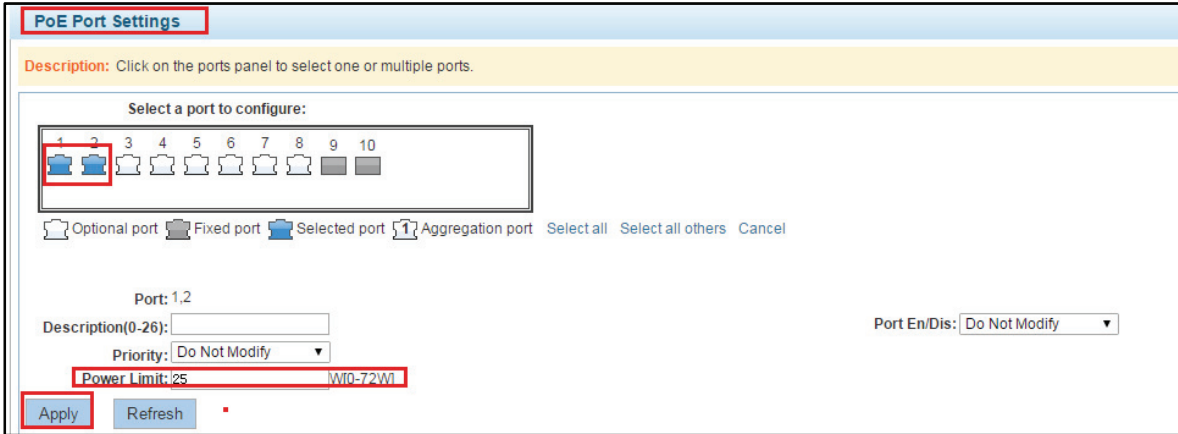 PoE Port Settings
Description: Click on the ports panel to select one or multiple ports.
Select a port to configure:
1 2 3 4 5 6 7 8 9 10
Optional port Fixed port Selected port 1 Aggregation port Select all Select all others Cancel
Port: 1,2
Description(0-26): Port En/Dis: Do Not Modify
Priority: Do Not Modify
Power Limit: 25 W[0-72W]
Apply Refresh